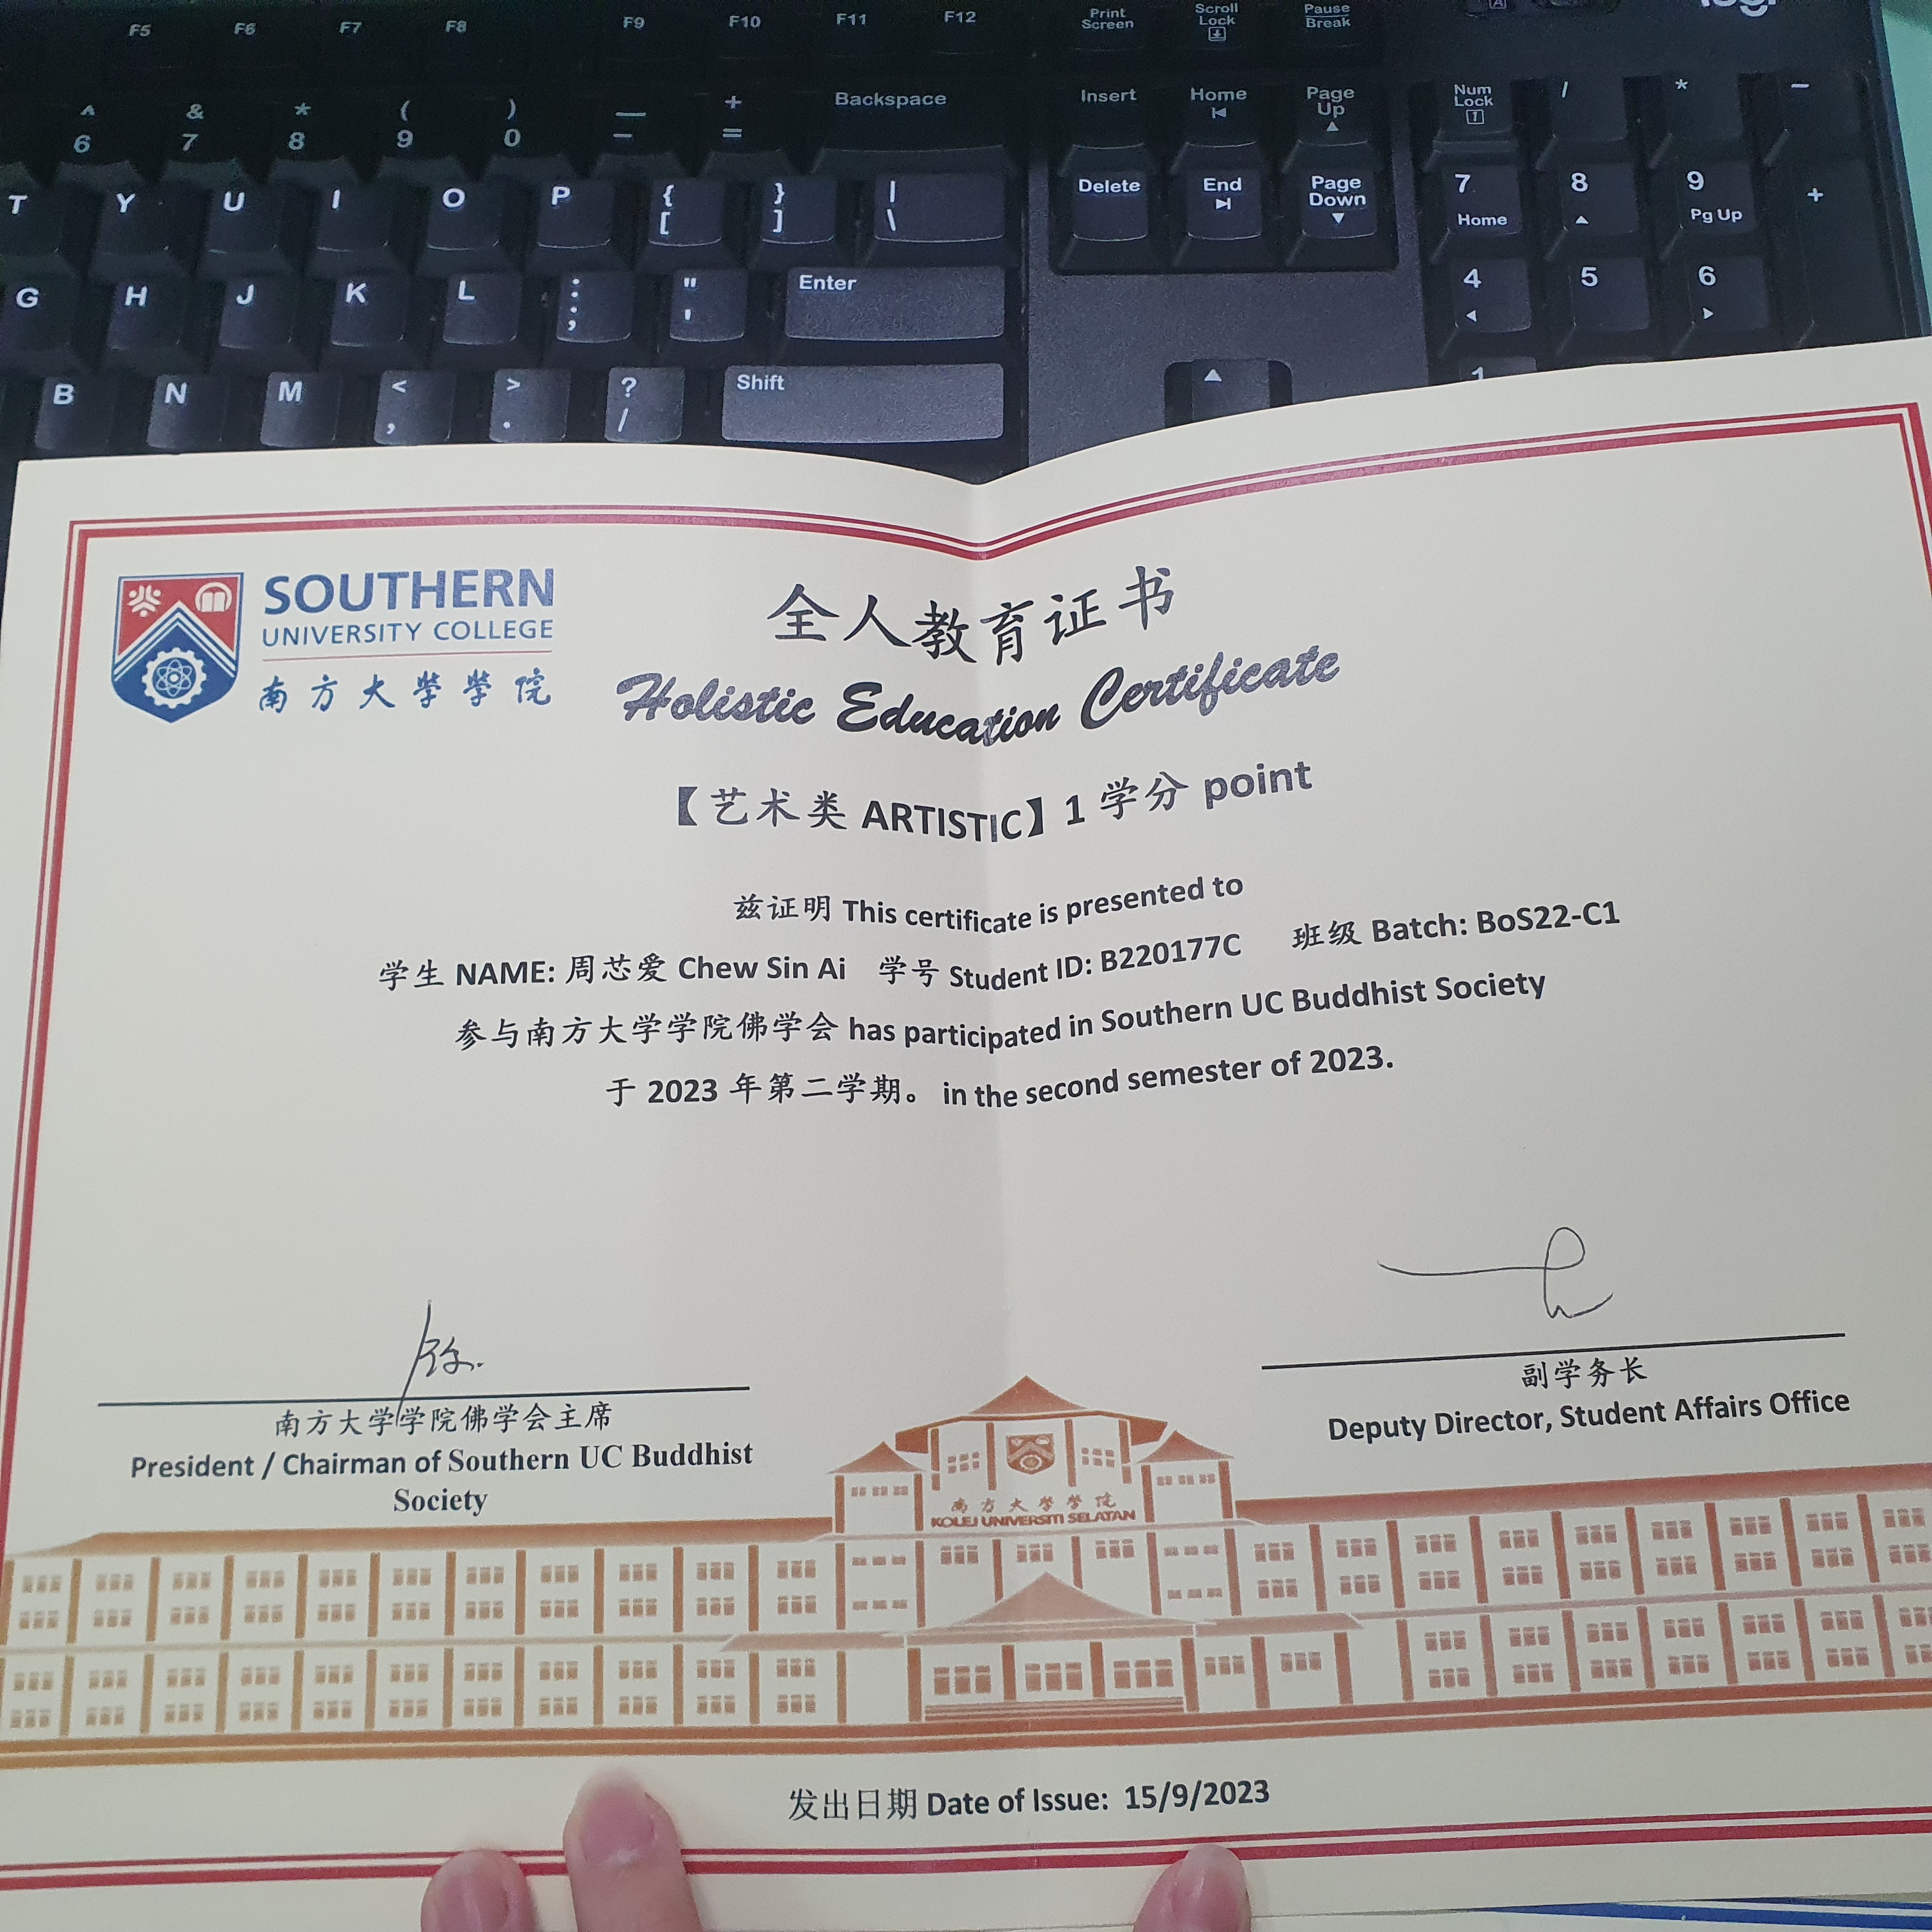 F5 F6 F7 F8 F9 F10 F11 F12 Print Screen Scroll Lock Pause Break
^ 6 & 7 * 8 ( 9 ) 0 — - + = Backspace Insert Home Page Up Num Lock / * -
T Y U I O P { [ } ] | \ Delete End Page Down 7 Home 8 9 Pg Up +
G H J K L : ; " ' Enter 4 5 6
B N M < , > . ? / Shift 1
SOUTHERN
UNIVERSITY COLLEGE
南方大學學院
全人教育证书
Holistic Education Certificate
【艺术类 ARTISTIC】1 学分 point
兹证明 This certificate is presented to
学生 NAME: 周芯爱 Chew Sin Ai 学号 Student ID: B220177C 班级 Batch: BoS22-C1
参与南方大学学院佛学会 has participated in Southern UC Buddhist Society
于 2023 年第二学期。 in the second semester of 2023.
南方大学学院佛学会主席
President / Chairman of Southern UC Buddhist
Society
副学务长
Deputy Director, Student Affairs Office
南方大學學院
KOLEJ UNIVERSITI SELATAN
发出日期 Date of Issue: 15/9/2023